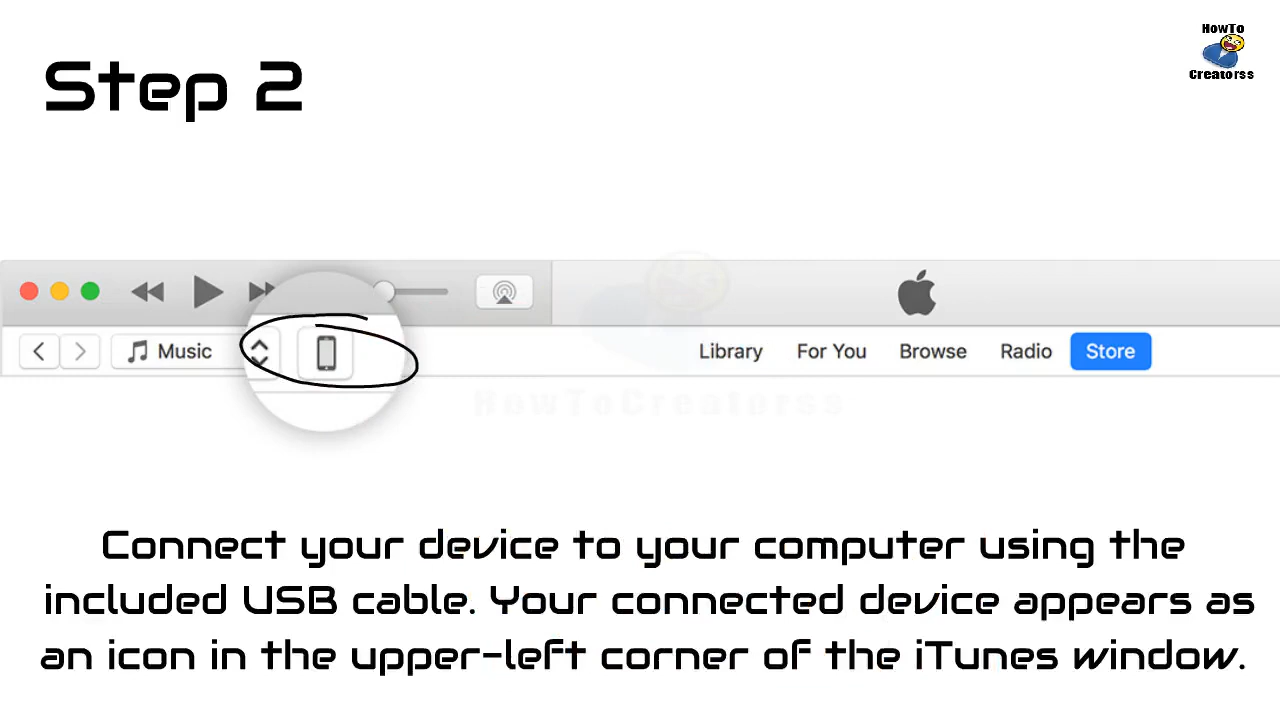 HowTo
Creatorss
Step 2
Music
Library
For You
Browse
Radio
Store
HowToCreatorss
Connect your device to your computer using the
included USB cable. Your connected device appears as
an icon in the upper-left corner of the iTunes window.